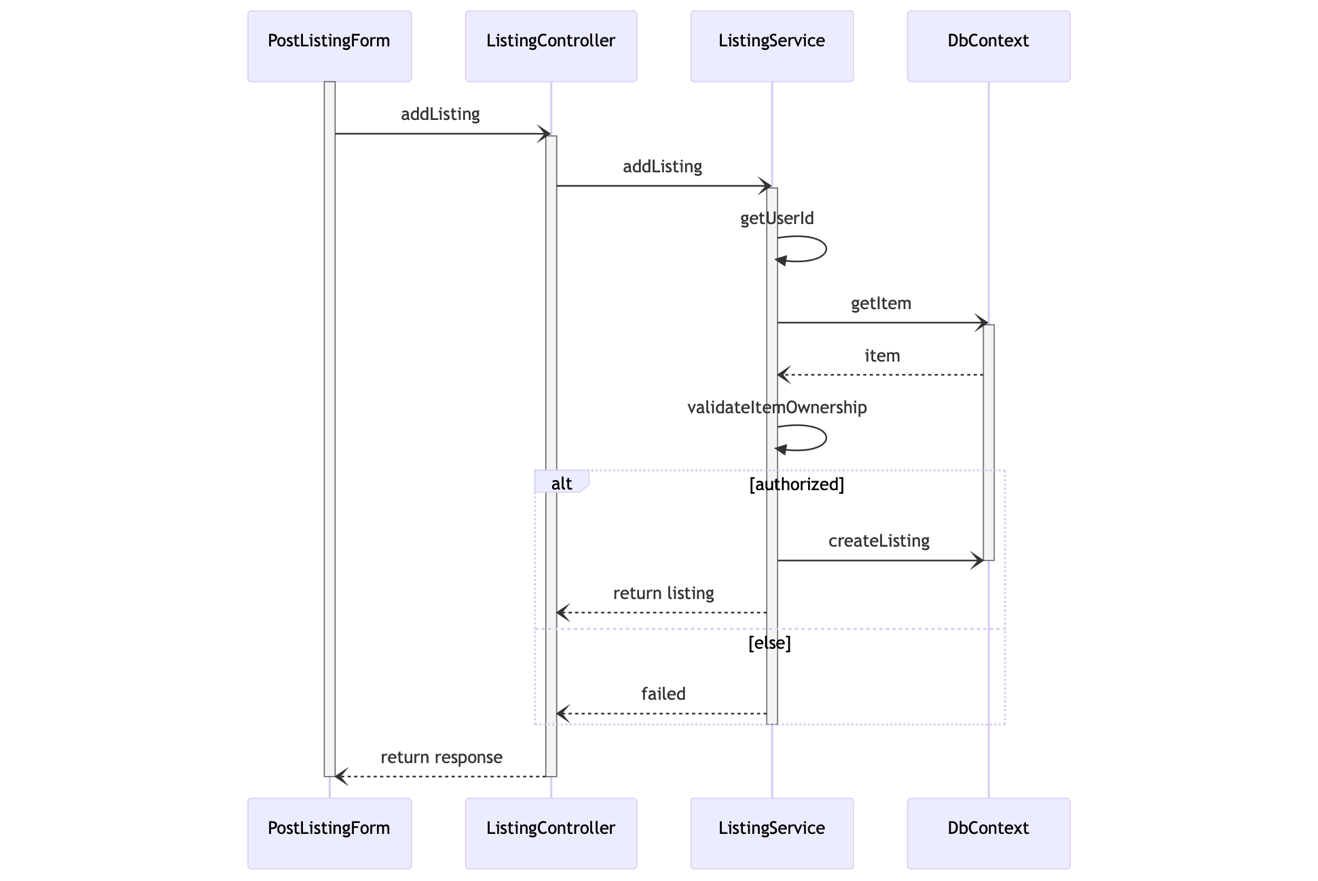 PostListingForm
ListingController
ListingService
DbContext
addListing
addListing
getUserId
getItem
item
validateItemOwnership
alt
[authorized]
createListing
return listing
[else]
failed
return response
PostListingForm
ListingController
ListingService
DbContext